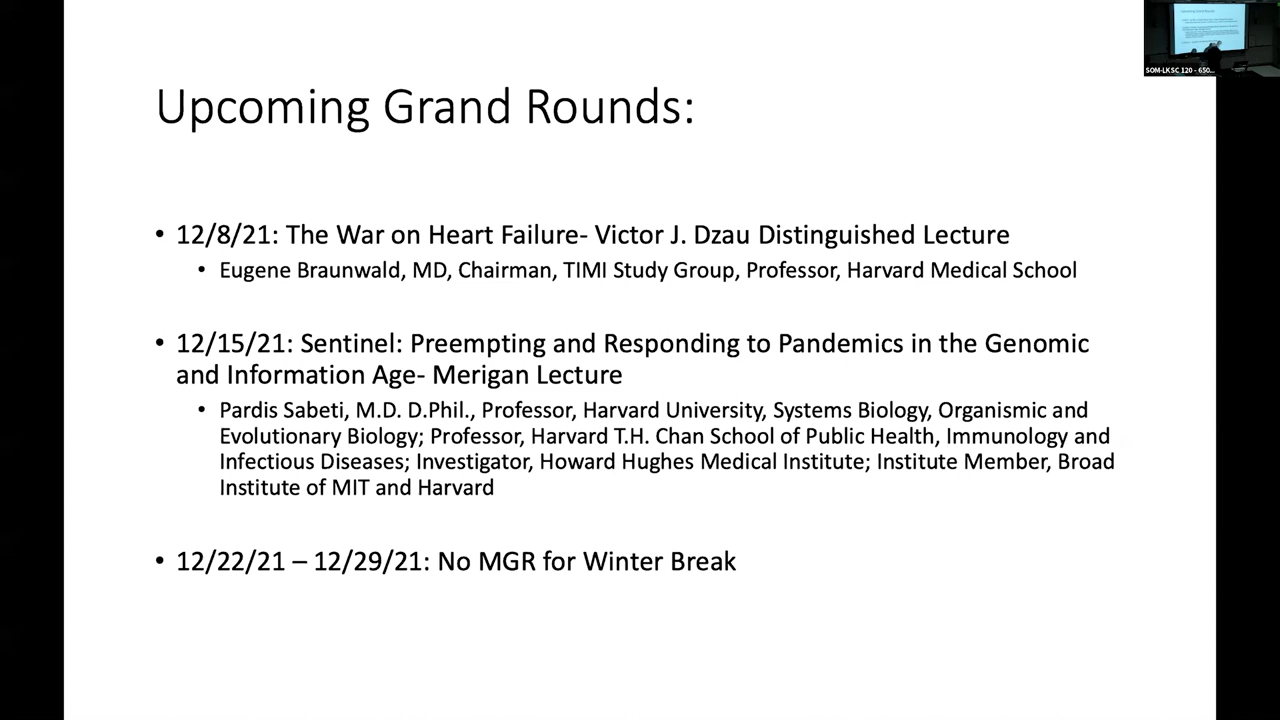 SOM-LKSC 120 - 650...
Upcoming Grand Rounds:
• 12/8/21: The War on Heart Failure- Victor J. Dzau Distinguished Lecture
• Eugene Braunwald, MD, Chairman, TIMI Study Group, Professor, Harvard Medical School
• 12/15/21: Sentinel: Preempting and Responding to Pandemics in the Genomic
and Information Age- Merigan Lecture
• Pardis Sabeti, M.D. D.Phil., Professor, Harvard University, Systems Biology, Organismic and
Evolutionary Biology; Professor, Harvard T.H. Chan School of Public Health, Immunology and
Infectious Diseases; Investigator, Howard Hughes Medical Institute; Institute Member, Broad
Institute of MIT and Harvard
• 12/22/21 – 12/29/21: No MGR for Winter Break